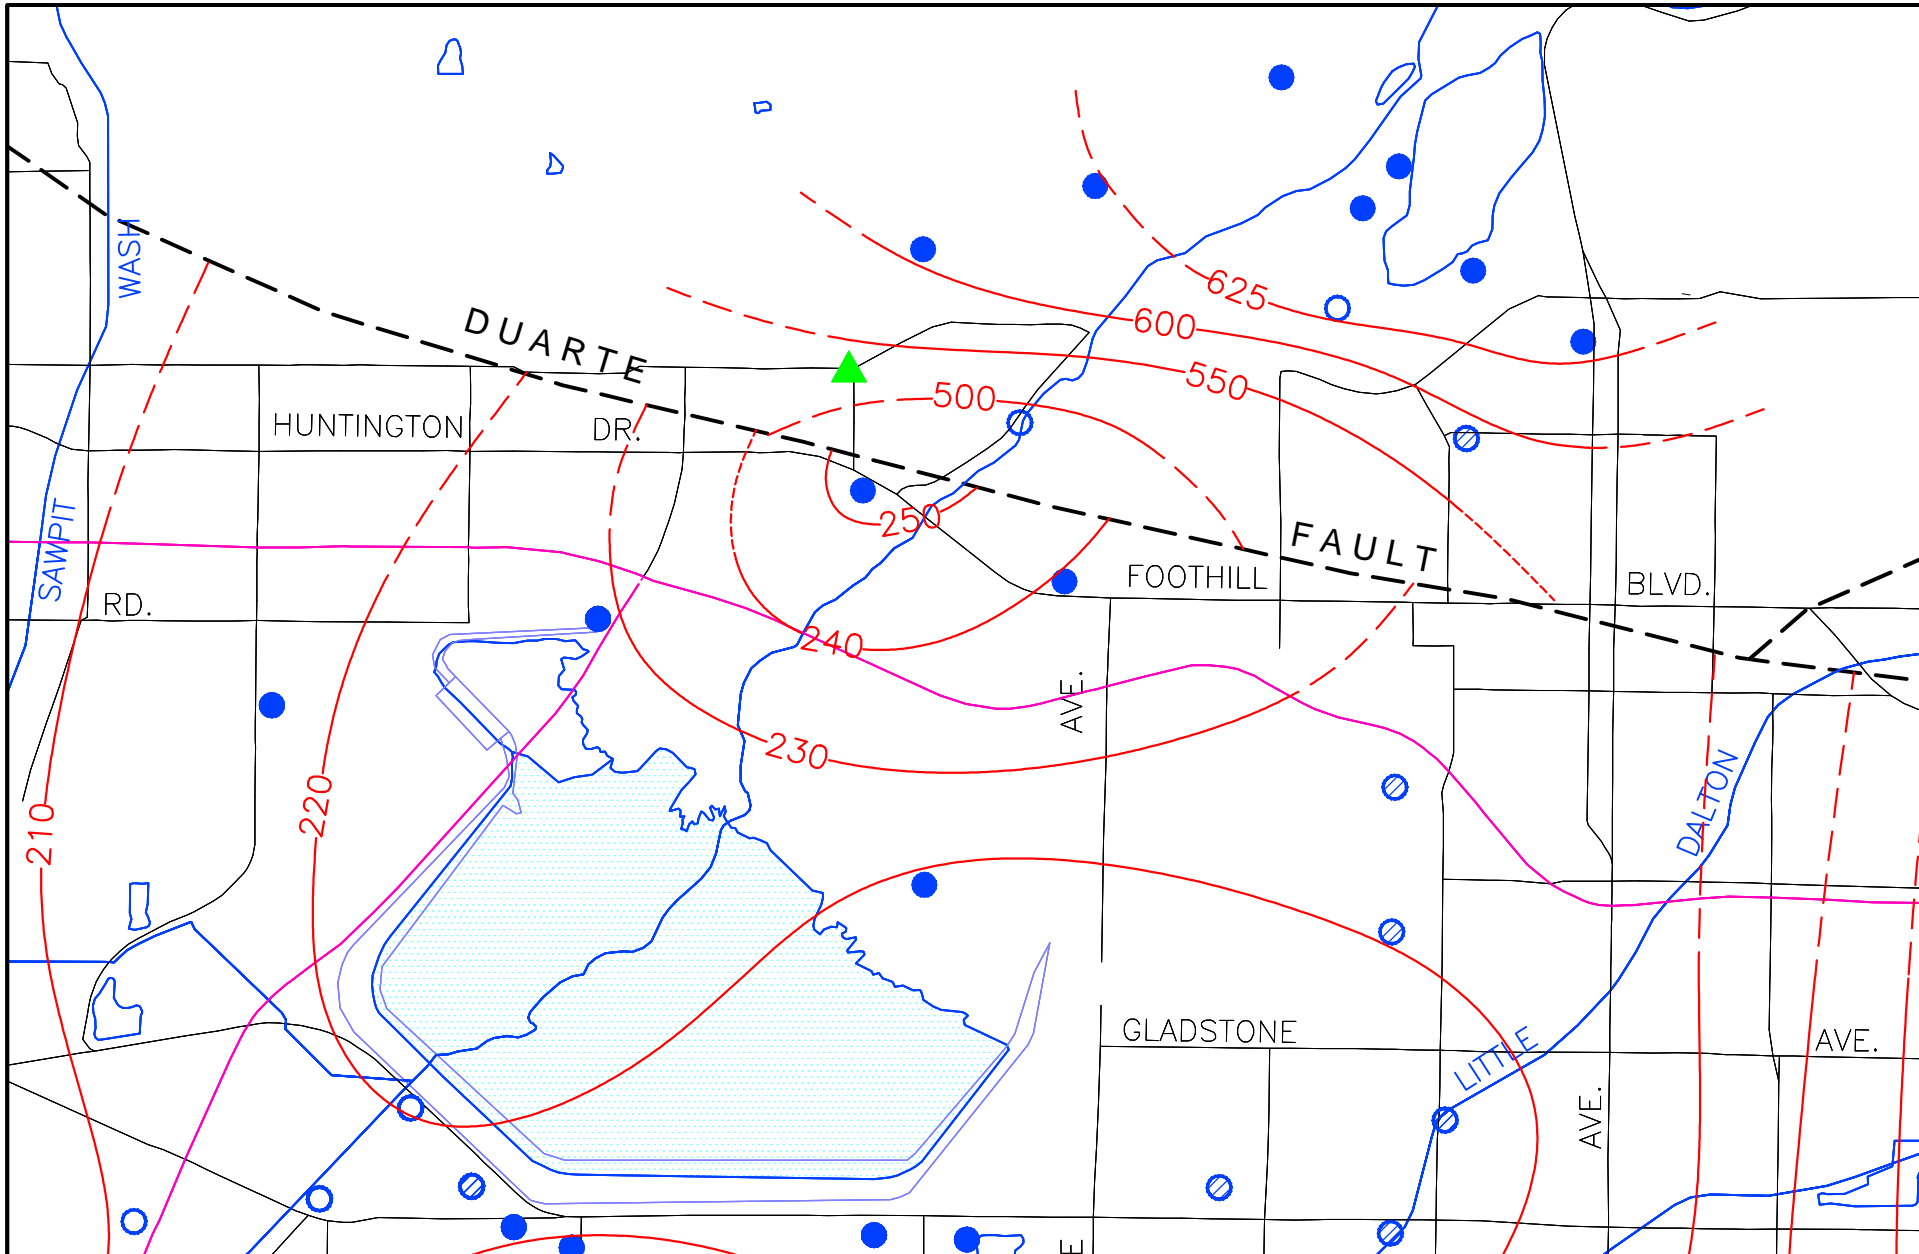 WASH
625
600
DUARTE
550
500
HUNTINGTON
DR.
250
SAWPIT
FAULT
FOOTHILL
BLVD.
RD.
240
AVE.
230
220
DALTON
210
GLADSTONE
AVE.
LITTLE
AVE.
E